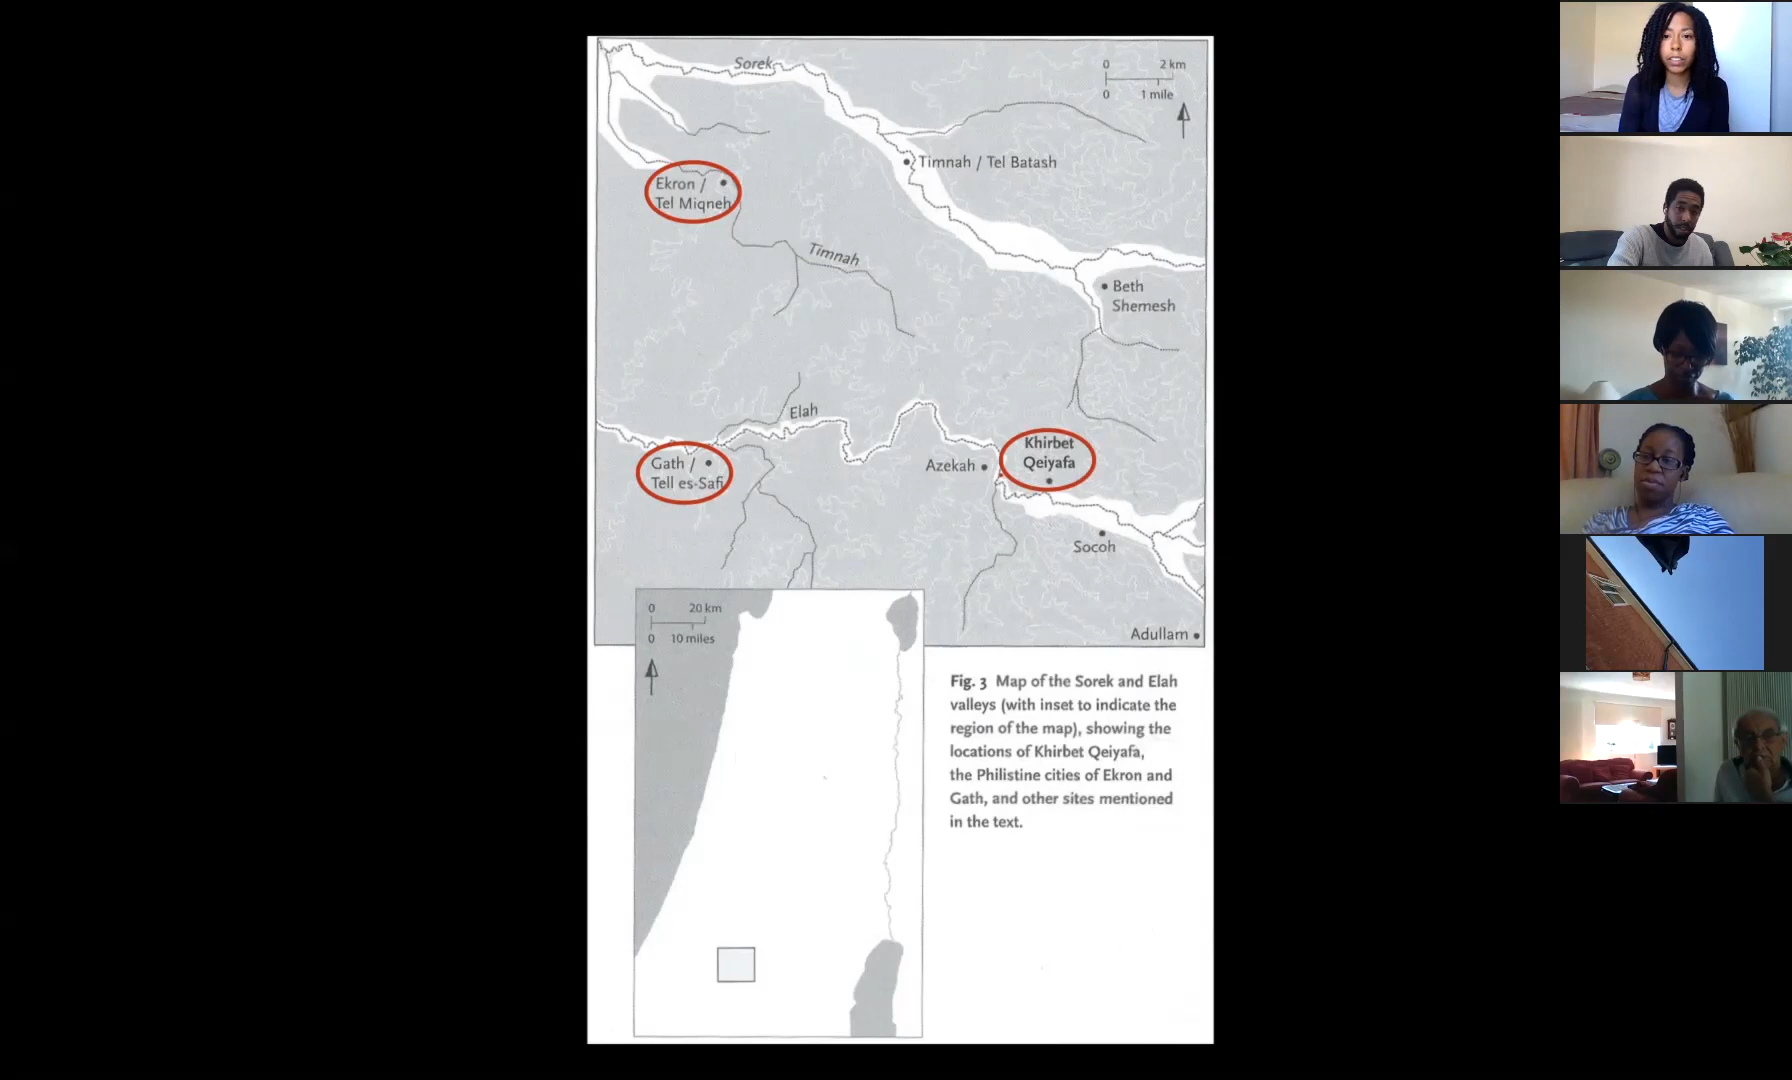 Sorek
0 2 km
0 1 mile
Timnah / Tel Batash
Ekron /
Tel Miqneh
Timnah
Beth
Shemesh
Elah
Khirbet
Qeiyafa
Azekah
Gath /
Tell es-Safi
Socoh
Adullam
0 20 km
0 10 miles
Fig. 3 Map of the Sorek and Elah
valleys (with inset to indicate the
region of the map), showing the
locations of Khirbet Qeiyafa,
the Philistine cities of Ekron and
Gath, and other sites mentioned
in the text.